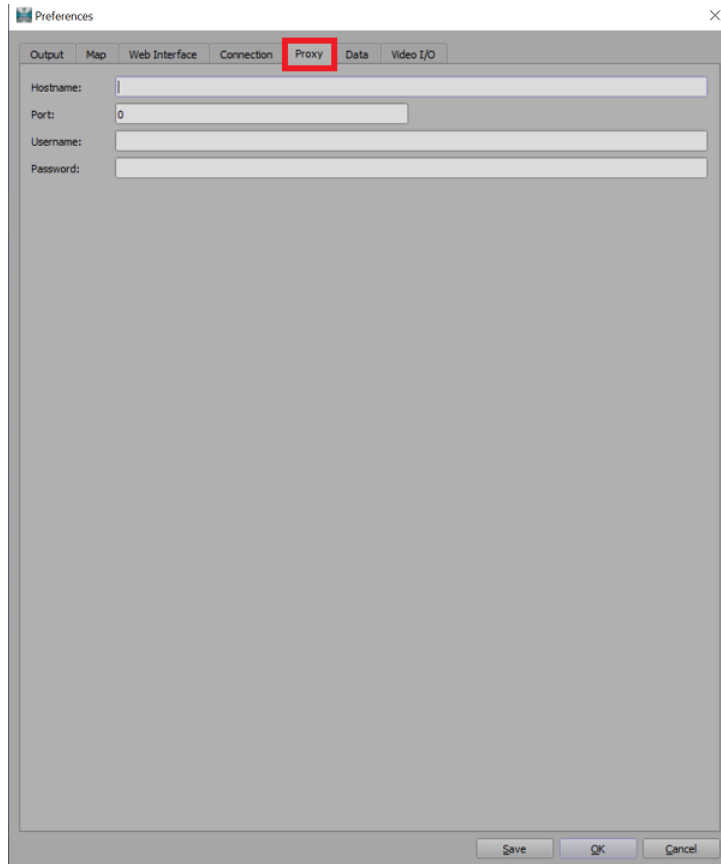 Preferences
Output Map Web Interface Connection Proxy Data Video I/O
Hostname:
Port: 0
Username:
Password:
Save OK Cancel